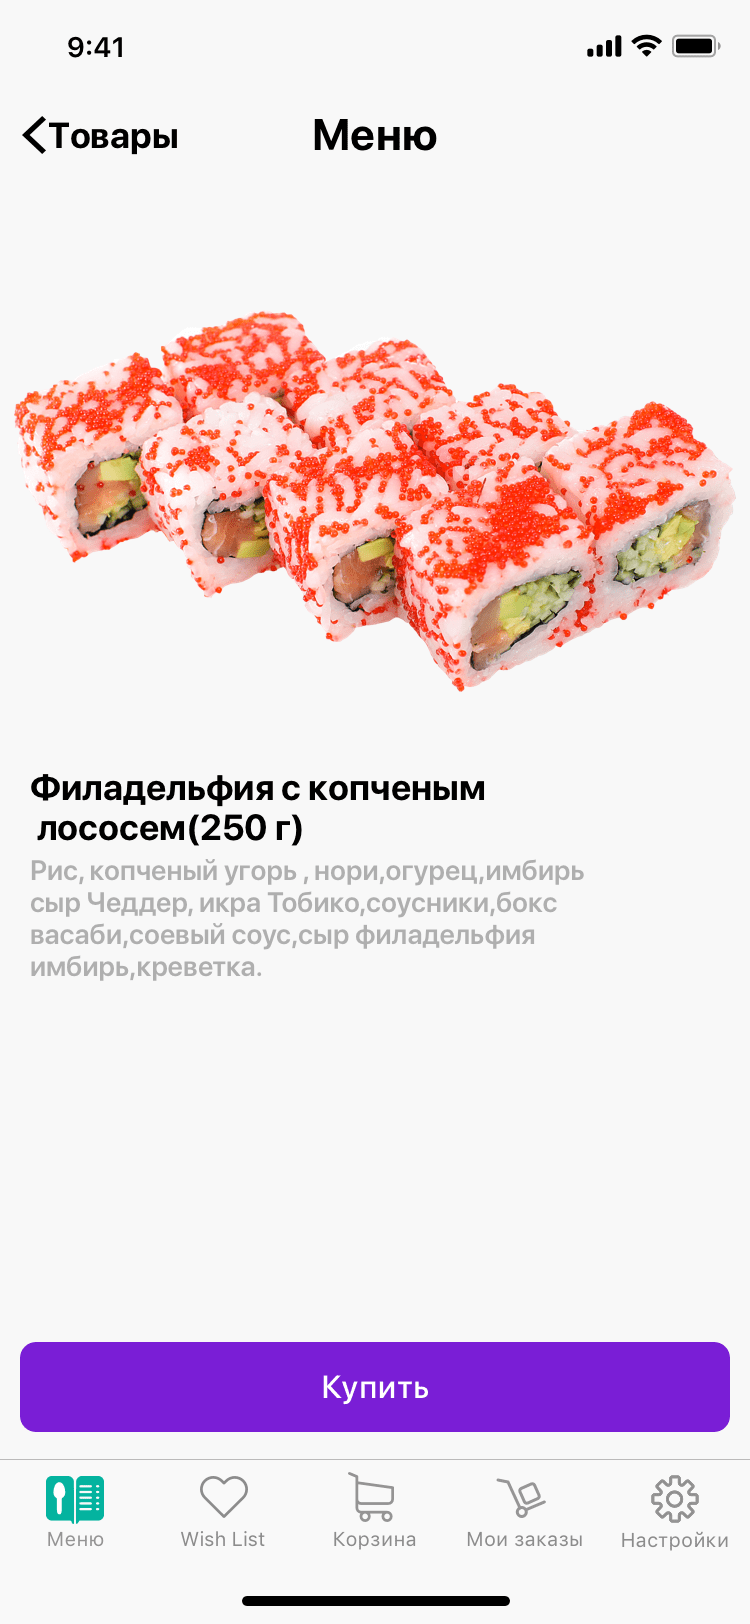 9:41
Товары
Меню
Филадельфия с копченым
лососем(250 г)
Рис, копченый угорь , нори,огурец,имбирь
сыр Чеддер, икра Тобико,соусники,бокс
васаби,соевый соус,сыр филадельфия
имбирь,креветка.
Купить
Меню
Wish List
Корзина
Мои заказы
Настройки